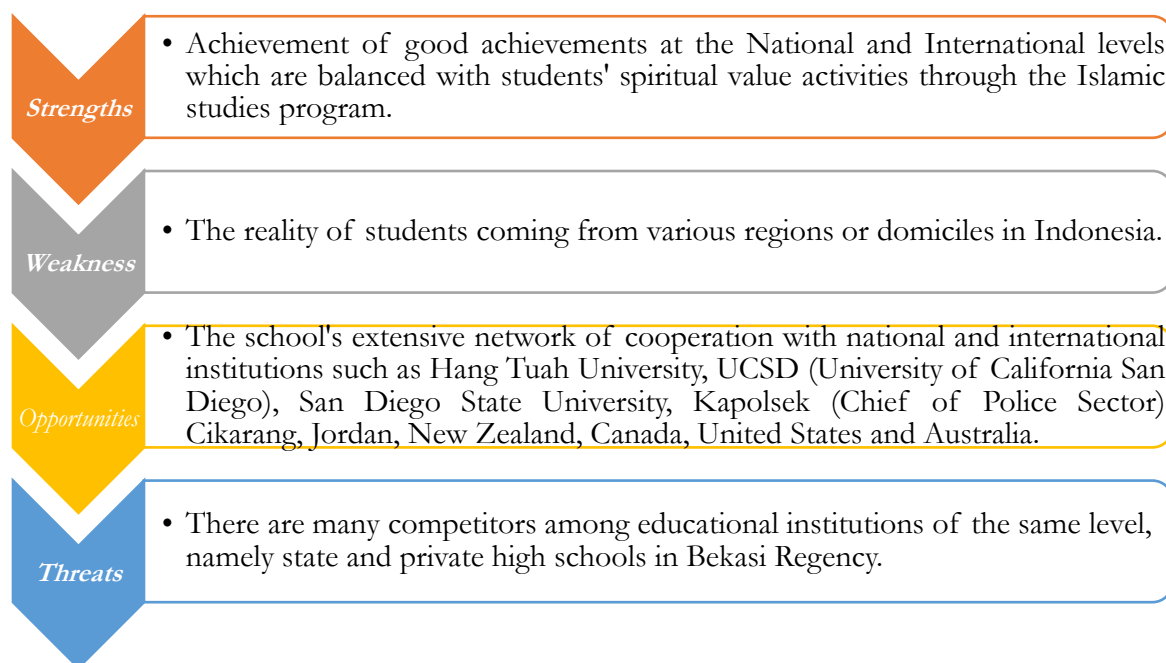 Strengths
• Achievement of good achievements at the National and International levels
which are balanced with students' spiritual value activities through the Islamic
studies program.
Weakness
• The reality of students coming from various regions or domiciles in Indonesia.
Opportunities
• The school's extensive network of cooperation with national and international
institutions such as Hang Tuah University, UCSD (University of California San
Diego), San Diego State University, Kapolsek (Chief of Police Sector)
Cikarang, Jordan, New Zealand, Canada, United States and Australia.
Threats
• There are many competitors among educational institutions of the same level,
namely state and private high schools in Bekasi Regency.